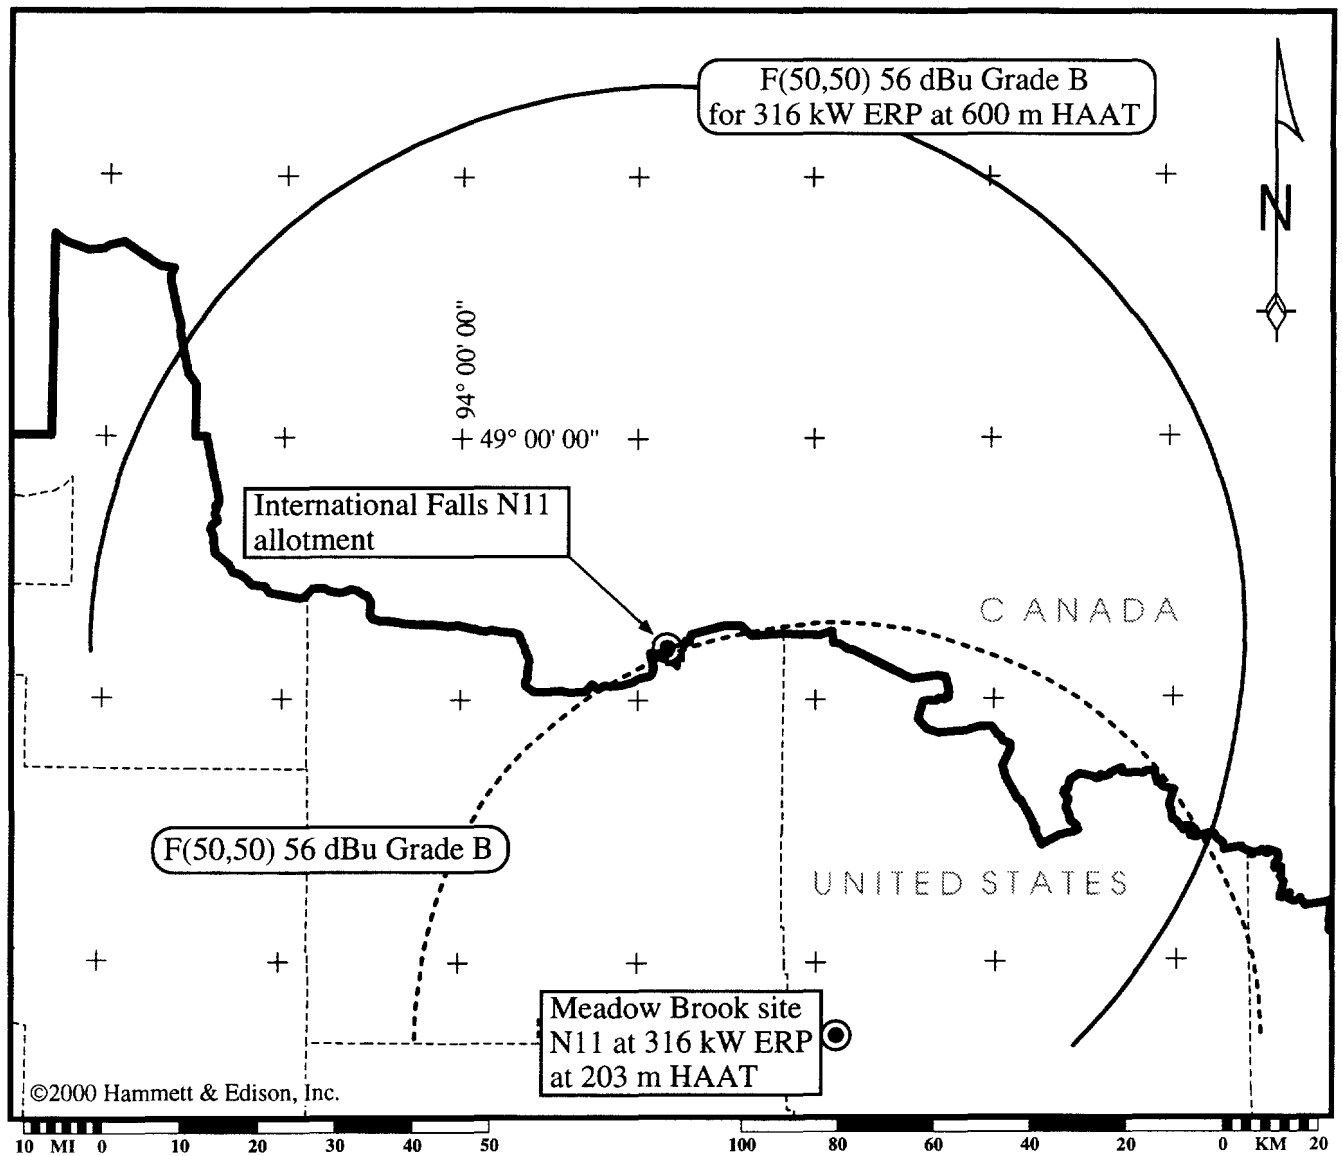 F(50,50) 56 dBu Grade B
for 316 kW ERP at 600 m HAAT
N
94° 00' 00"
49° 00' 00"
International Falls N11
allotment
CANADA
F(50,50) 56 dBu Grade B
UNITED STATES
Meadow Brook site
N11 at 316 kW ERP
at 203 m HAAT
©2000 Hammett & Edison, Inc.
10 MI 0 10 20 30 40 50
100 80 60 40 20 0 KM 20